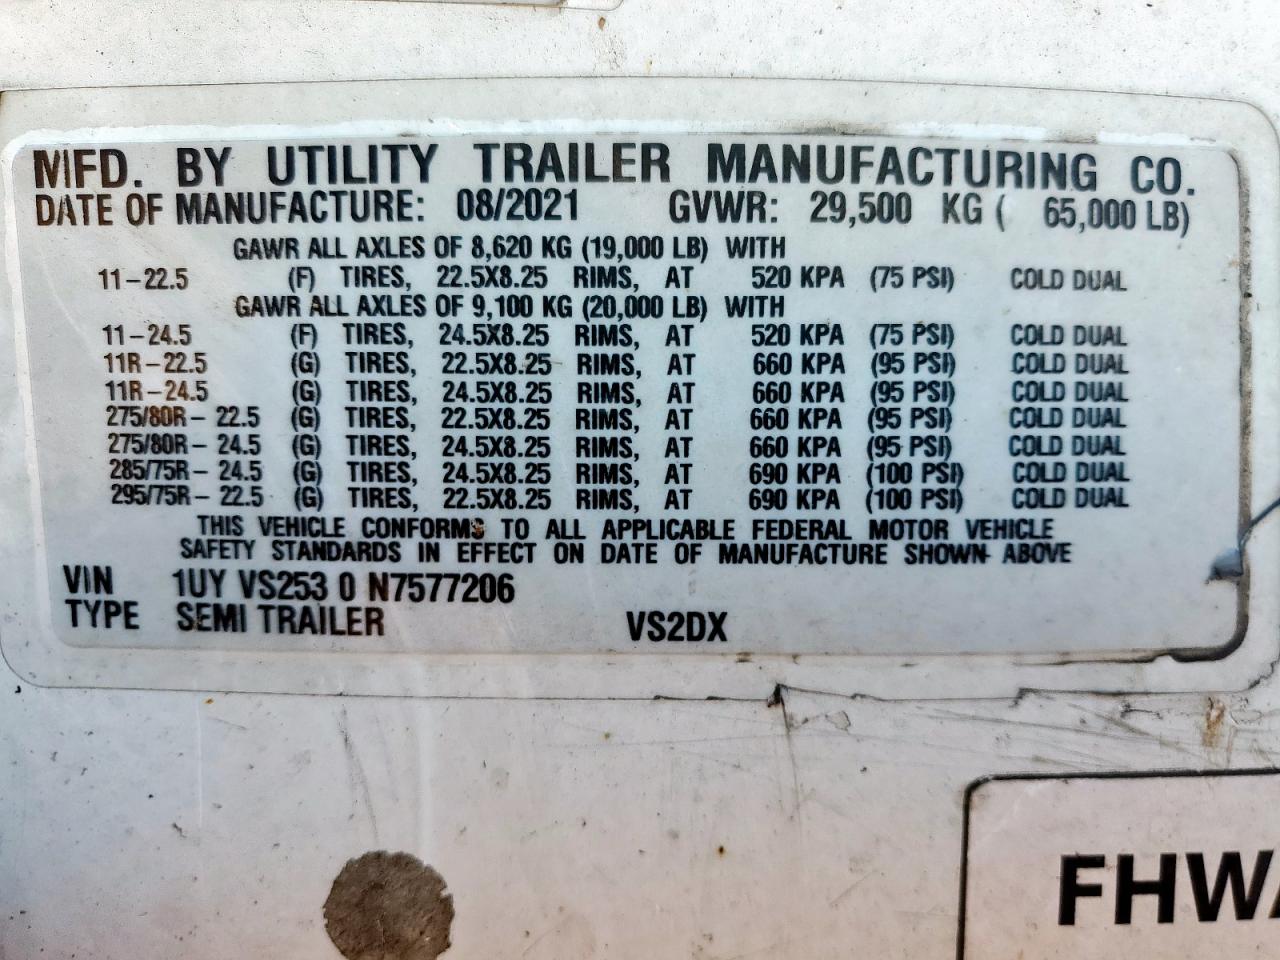 MFD. BY UTILITY TRAILER MANUFACTURING CO.
DATE OF MANUFACTURE: 08/2021 GVWR: 29,500 KG ( 65,000 LB)
GAWR ALL AXLES OF 8,620 KG (19,000 LB) WITH
11-22.5 (F) TIRES, 22.5X8.25 RIMS, AT 520 KPA (75 PSI) COLD DUAL
GAWR ALL AXLES OF 9,100 KG (20,000 LB) WITH
11-24.5 (F) TIRES, 24.5X8.25 RIMS, AT 520 KPA (75 PSI) COLD DUAL
11R-22.5 (G) TIRES, 22.5X8.25 RIMS, AT 660 KPA (95 PSI) COLD DUAL
11R-24.5 (G) TIRES, 24.5X8.25 RIMS, AT 660 KPA (95 PSI) COLD DUAL
275/80R- 22.5 (G) TIRES, 22.5X8.25 RIMS, AT 660 KPA (95 PSI) COLD DUAL
275/80R- 24.5 (G) TIRES, 24.5X8.25 RIMS, AT 660 KPA (95 PSI) COLD DUAL
285/75R- 24.5 (G) TIRES, 24.5X8.25 RIMS, AT 690 KPA (100 PSI) COLD DUAL
295/75R- 22.5 (G) TIRES, 22.5X8.25 RIMS, AT 690 KPA (100 PSI) COLD DUAL
THIS VEHICLE CONFORMS TO ALL APPLICABLE FEDERAL MOTOR VEHICLE
SAFETY STANDARDS IN EFFECT ON DATE OF MANUFACTURE SHOWN ABOVE
VIN 1UY VS253 0 N7577206
TYPE SEMI TRAILER VS2DX
FHWA